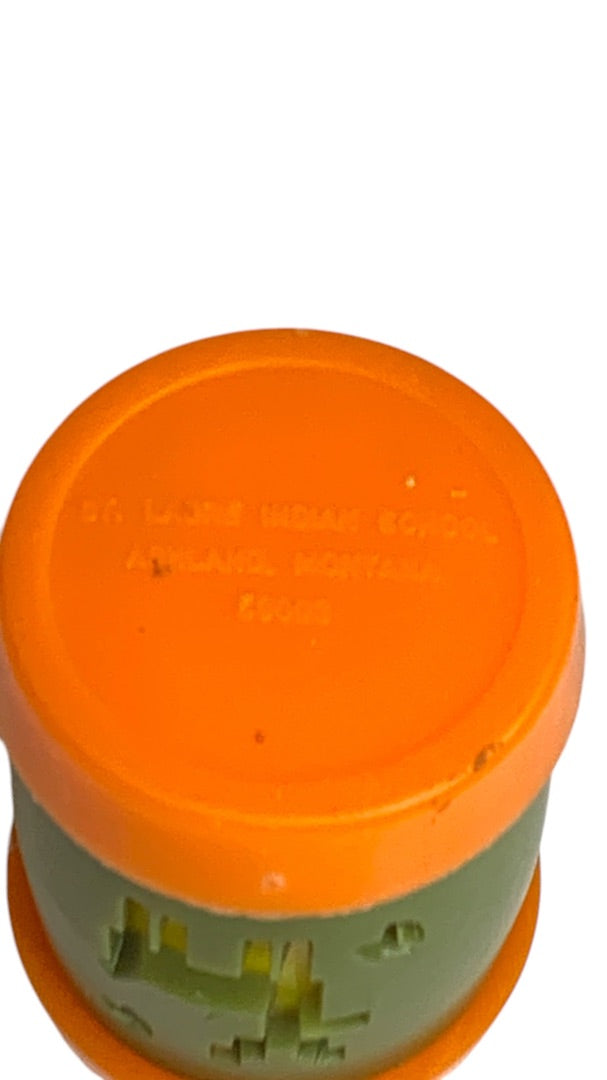 ST. LABRE INDIAN SCHOOL
ASHLAND, MONTANA
59003